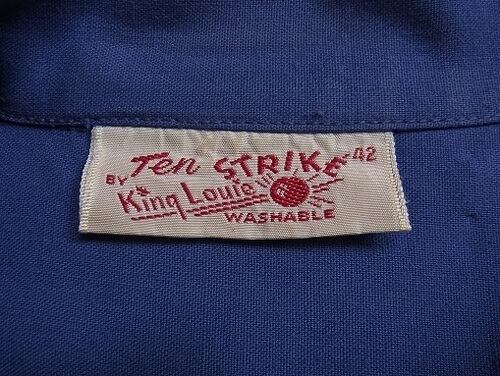 Ten STRIKE 42
BY King Louie
WASHABLE